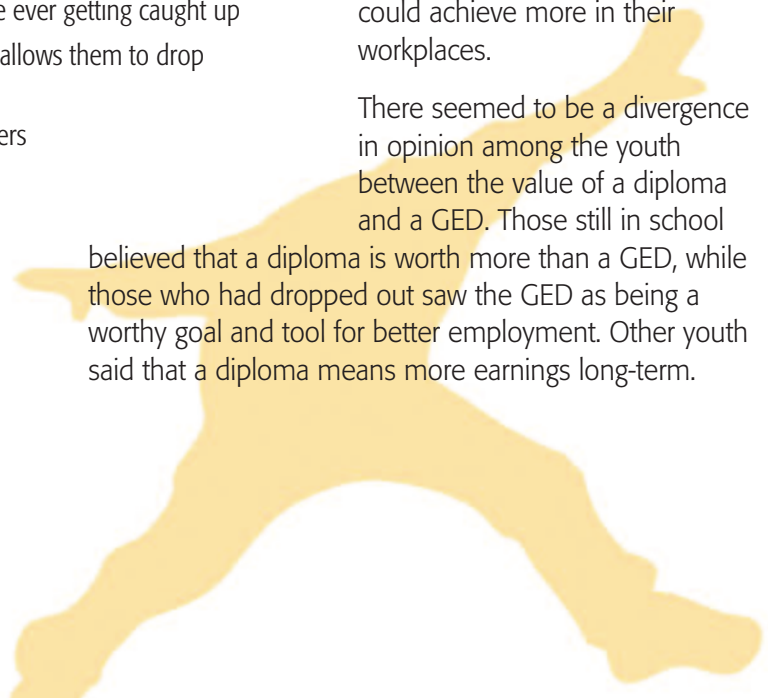 e ever getting caught up
allows them to drop
ers
could achieve more in their
workplaces.
There seemed to be a divergence
in opinion among the youth
between the value of a diploma
and a GED. Those still in school
believed that a diploma is worth more than a GED, while
those who had dropped out saw the GED as being a
worthy goal and tool for better employment. Other youth
said that a diploma means more earnings long-term.